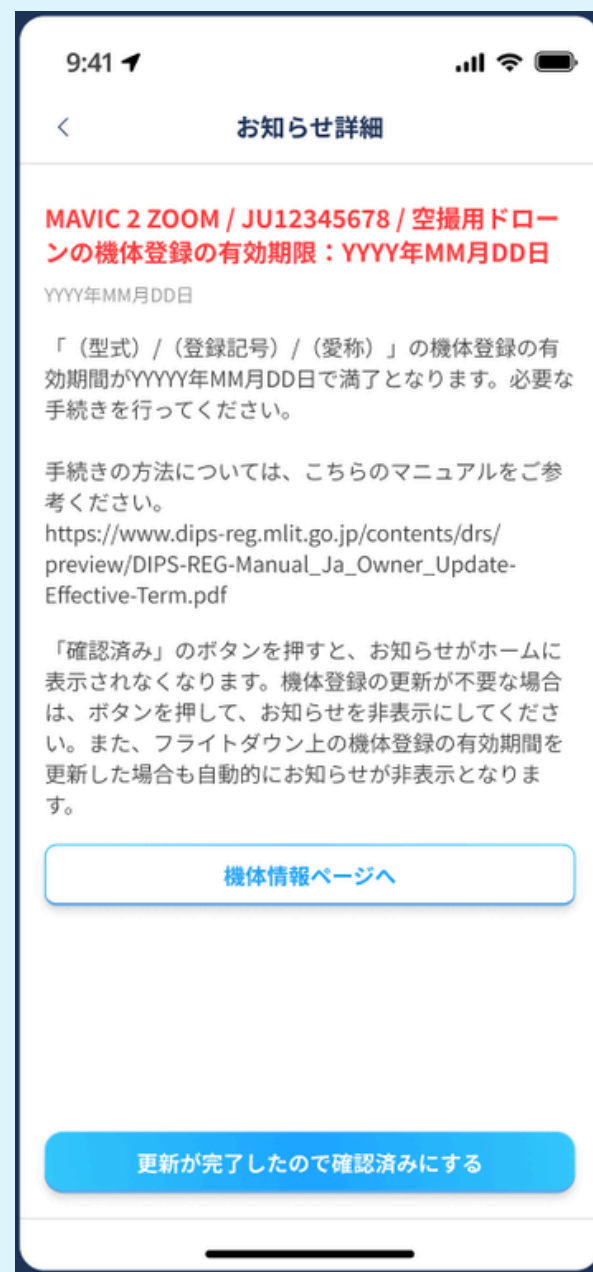 9:41
お知らせ詳細
MAVIC 2 ZOOM / JU12345678 / 空撮用ドロー
ンの機体登録の有効期限：YYYY年MM月DD日
YYYY年MM月DD日
「（型式）/（登録記号）/（愛称）」の機体登録の有
効期間がYYYYY年MM月DD日で満了となります。必要な
手続きを行ってください。
手続きの方法については、こちらのマニュアルをご参
考ください。
https://www.dips-reg.mlit.go.jp/contents/drs/
preview/DIPS-REG-Manual_Ja_Owner_Update-
Effective-Term.pdf
「確認済み」のボタンを押すと、お知らせがホームに
表示されなくなります。機体登録の更新が不要な場合
は、ボタンを押して、お知らせを非表示にしてくださ
い。また、フライトダウン上の機体登録の有効期間を
更新した場合も自動的にお知らせが非表示となりま
す。
機体情報ページへ
更新が完了したので確認済みにする